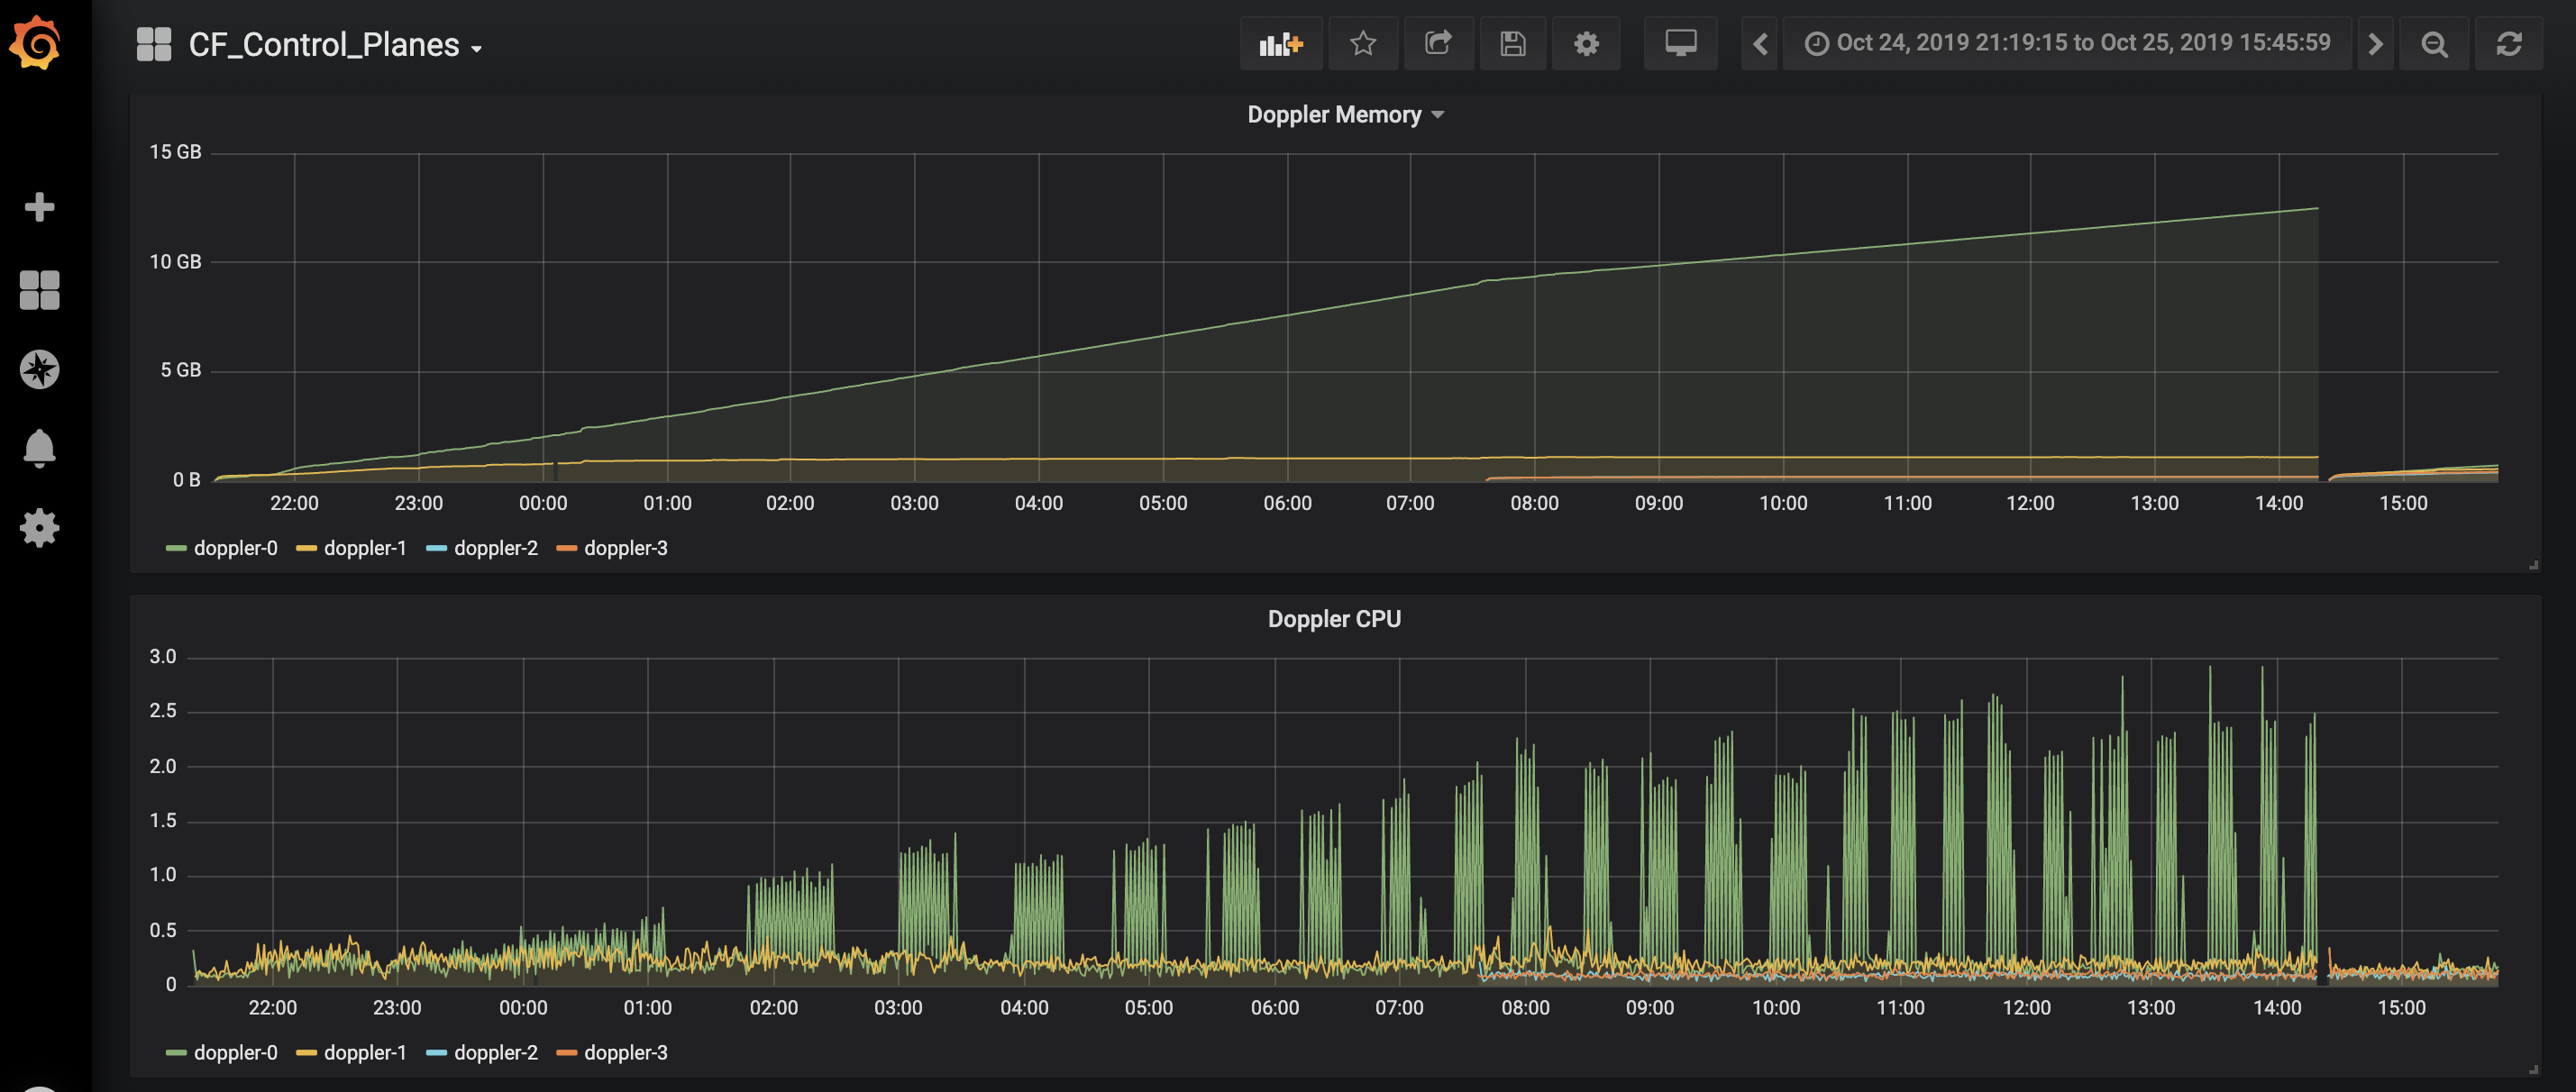 CF_Control_Planes
Oct 24, 2019 21:19:15 to Oct 25, 2019 15:45:59
Doppler Memory
15 GB
10 GB
5 GB
0 B
22:00 23:00 00:00 01:00 02:00 03:00 04:00 05:00 06:00 07:00 08:00 09:00 10:00 11:00 12:00 13:00 14:00 15:00
doppler-0 doppler-1 doppler-2 doppler-3
Doppler CPU
3.0
2.5
2.0
1.5
1.0
0.5
0
22:00 23:00 00:00 01:00 02:00 03:00 04:00 05:00 06:00 07:00 08:00 09:00 10:00 11:00 12:00 13:00 14:00 15:00
doppler-0 doppler-1 doppler-2 doppler-3